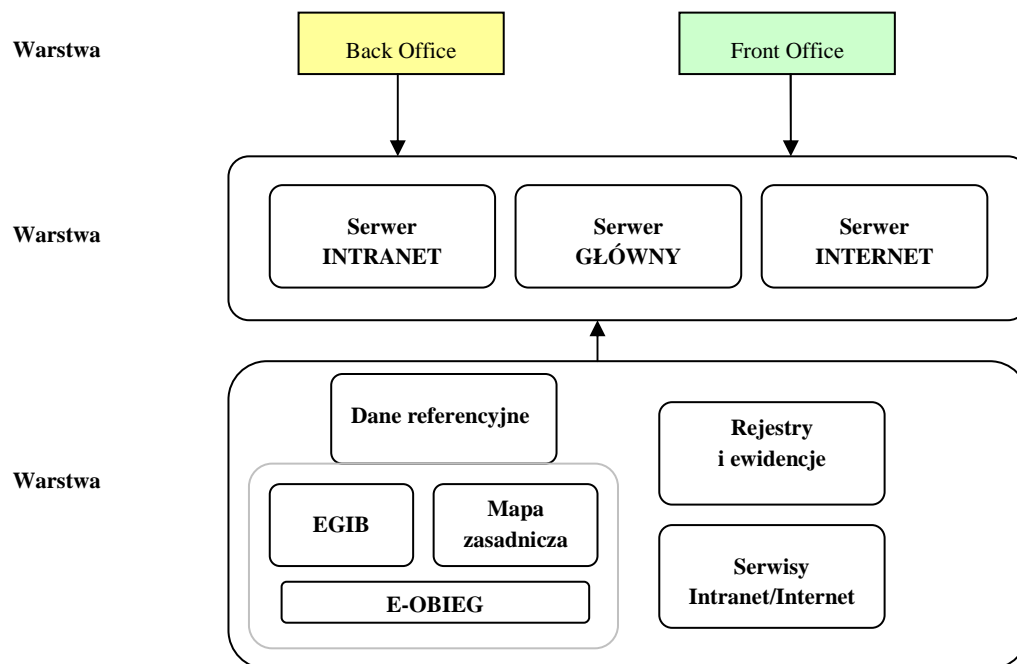 Warstwa
Back Office
Front Office
Warstwa
Serwer
INTRANET
Serwer
GŁÓWNY
Serwer
INTERNET
Warstwa
Dane referencyjne
EGIB
Mapa
zasadnicza
E-OBIEG
Rejestry
i ewidencje
Serwisy
Intranet/Internet